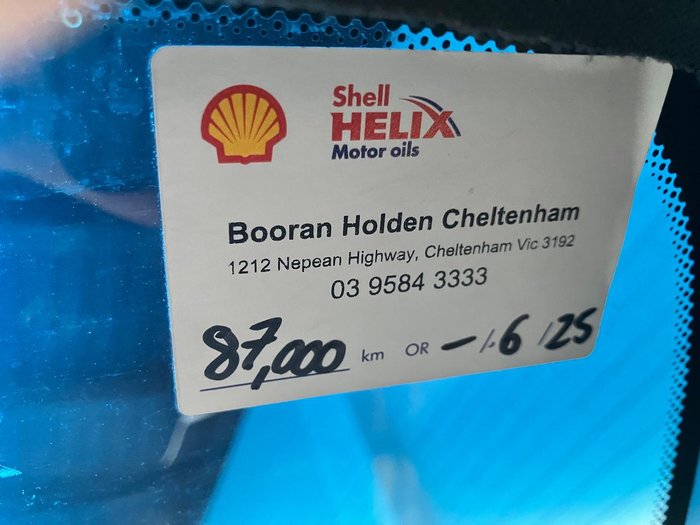 Shell
HELIX
Motor oils
Booran Holden Cheltenham
1212 Nepean Highway, Cheltenham Vic 3192
03 9584 3333
87,000 km OR - / 6 / 25